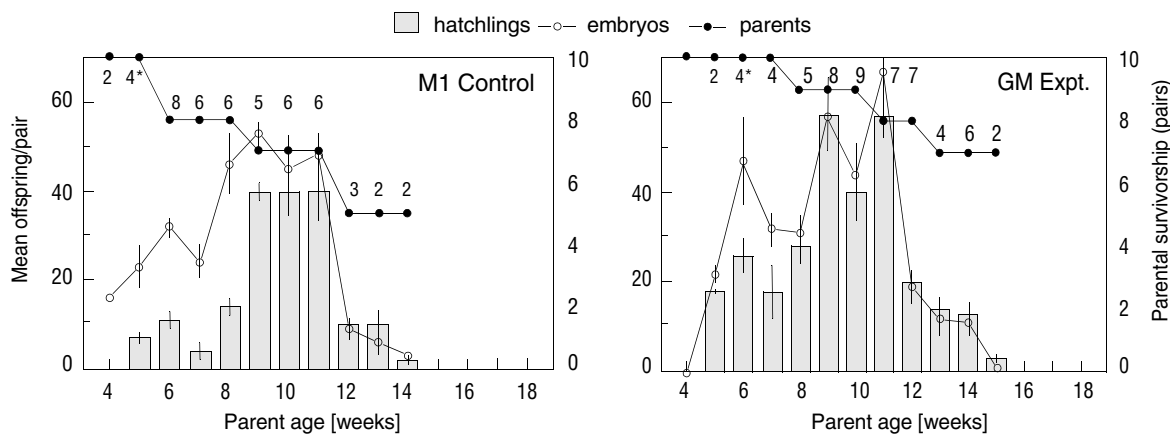 hatchlings embryos parents
M1 Control
GM Expt.
2 4* 8 6 6 5 6 6 3 2 2
2 4* 4 5 8 9 7 7 4 6 2
Mean offspring/pair
60
40
20
0
10
8
6
4
2
0
60
40
20
0
10
8
6
4
2
0
Parental survivorship (pairs)
4 6 8 10 11 12 14 16 18
4 6 8 10 11 12 14 16 18
Parent age [weeks]
Parent age [weeks]